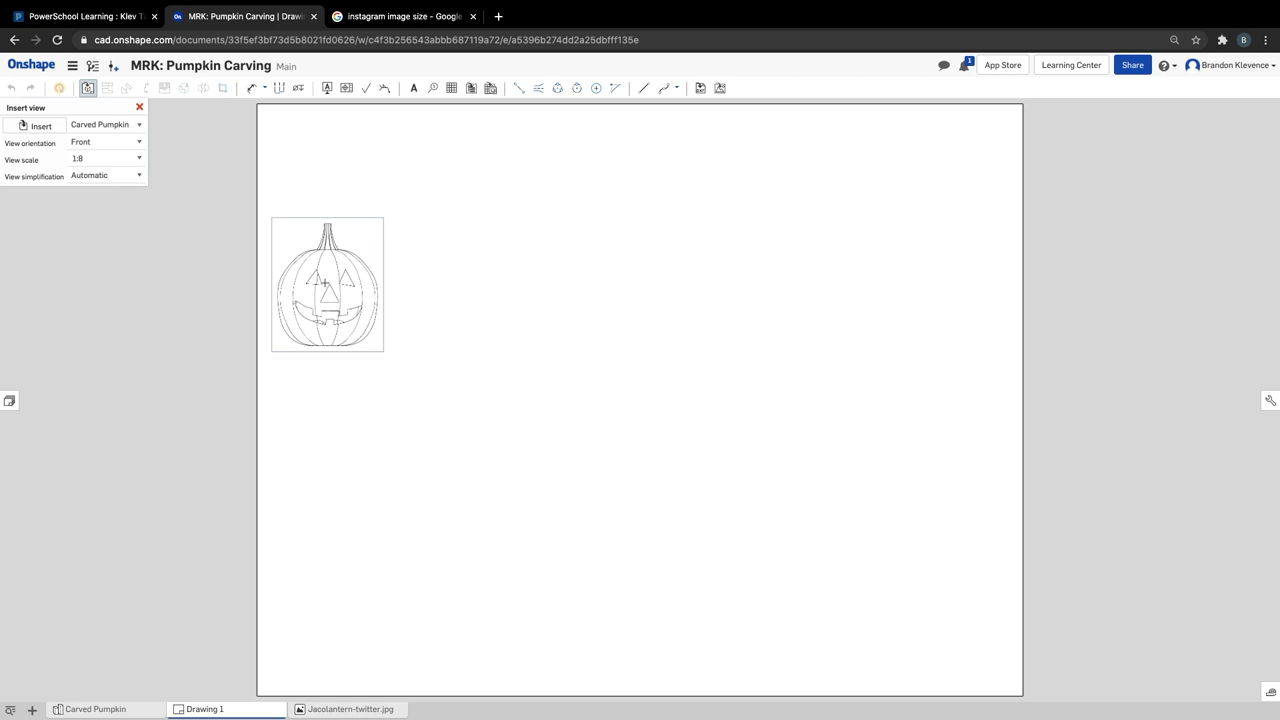 PowerSchool Learning : Klev T
MRK: Pumpkin Carving | Drawi
instagram image size - Google
cad.onshape.com/documents/33f5ef3bf73d5b8021fd0626/w/c4f3b256543abbb687119a72/e/a5396b274dd2a25dbfff135e
B
Onshape
MRK: Pumpkin Carving Main
1
App Store
Learning Center
Share
Brandon Klevence
Insert view
Insert
Carved Pumpkin
View orientation
Front
View scale
1:8
View simplification
Automatic
Carved Pumpkin
Drawing 1
Jacolantern-twitter.jpg